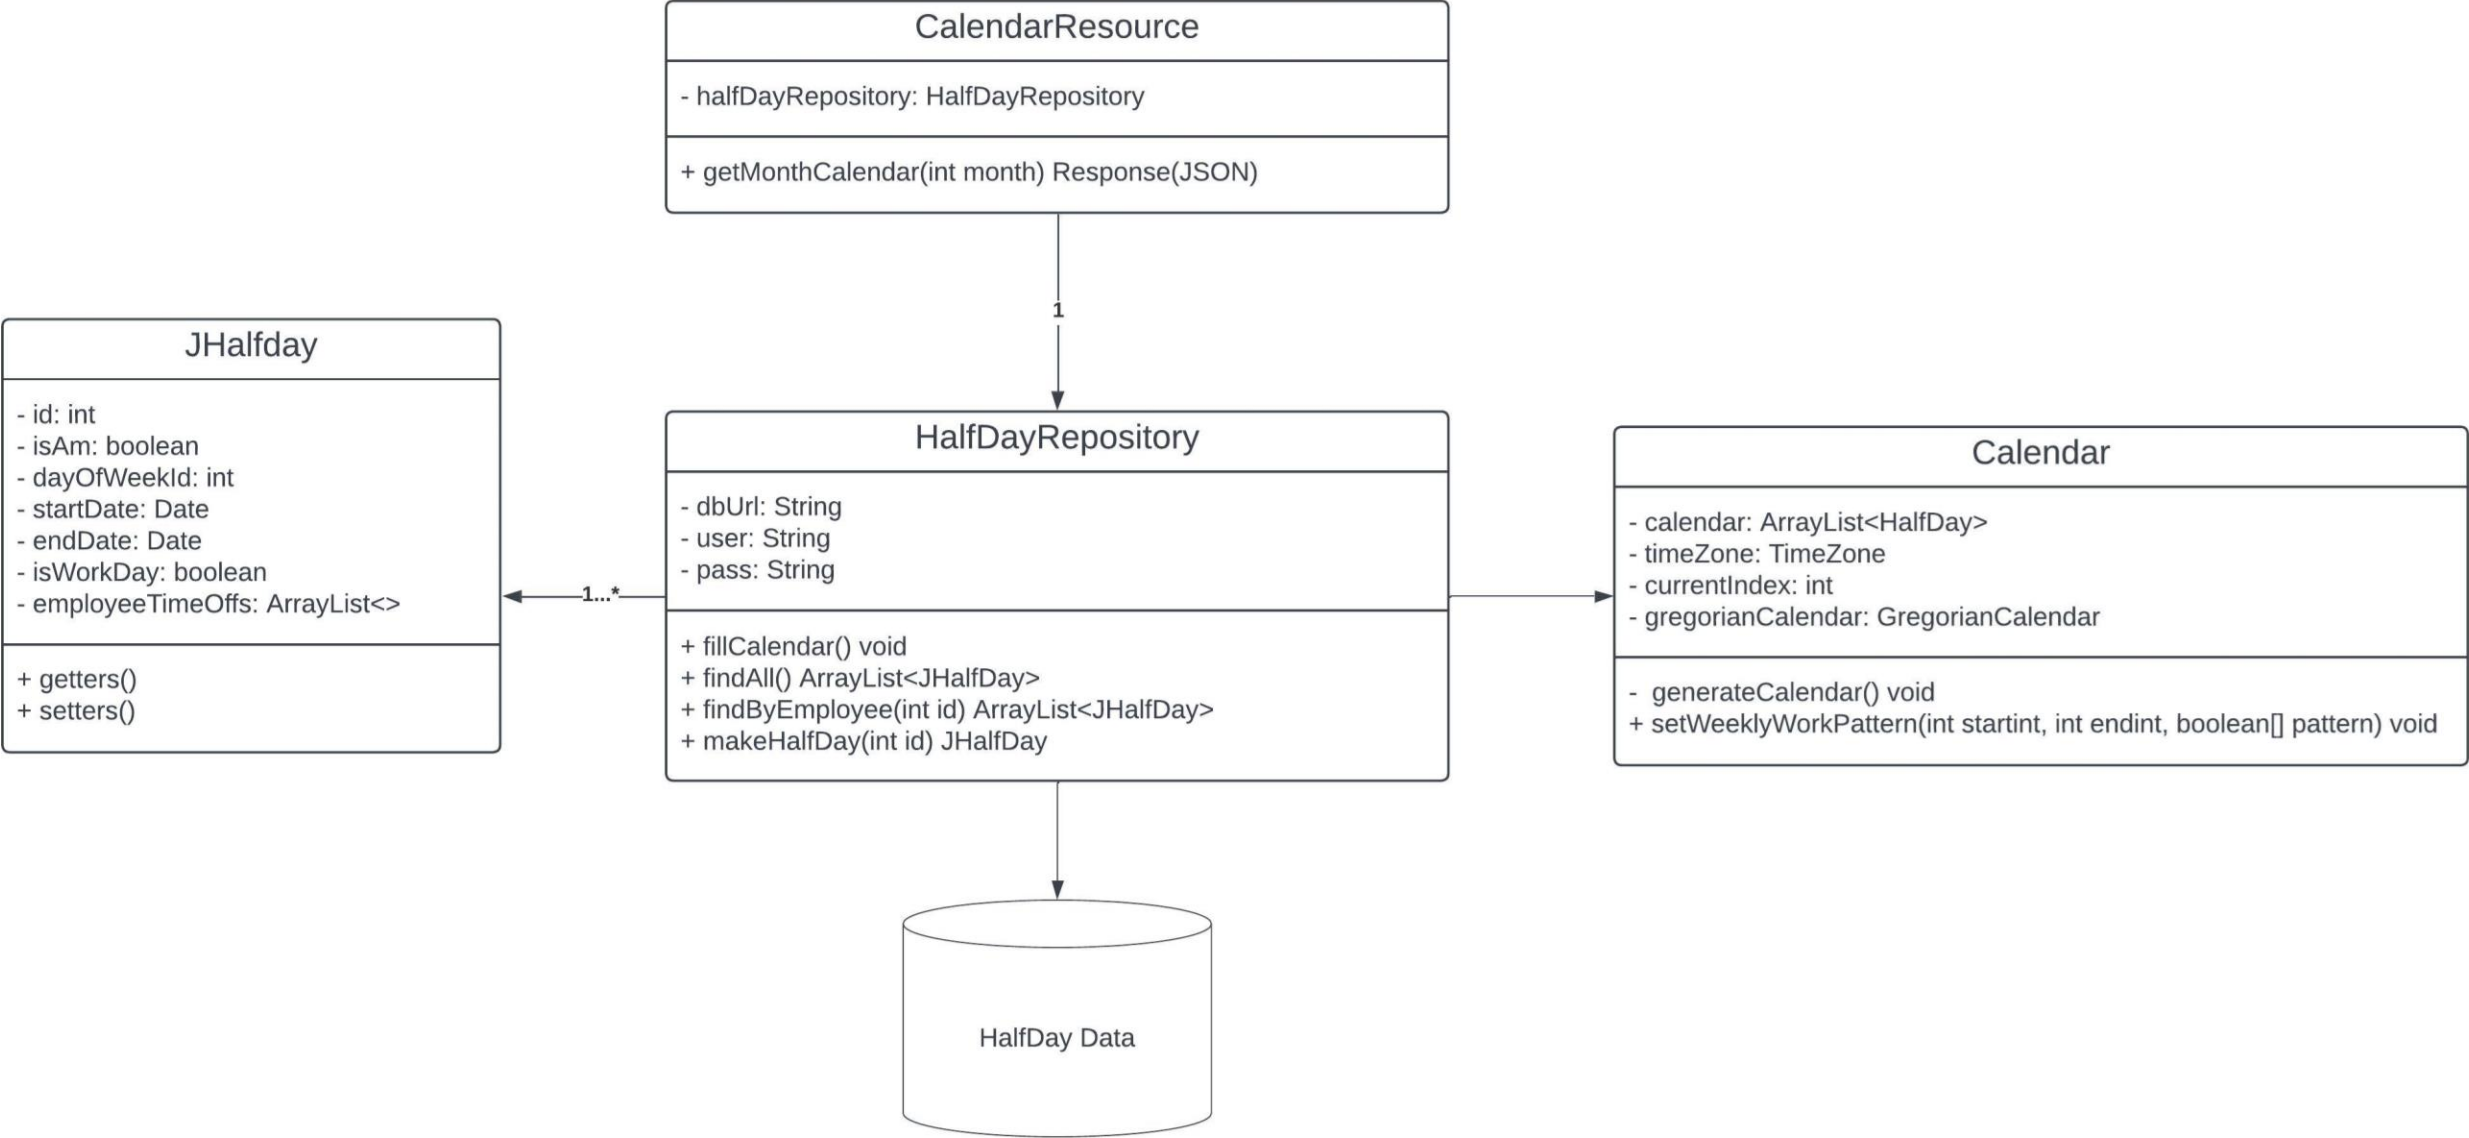 CalendarResource
- halfDayRepository: HalfDayRepository
+ getMonthCalendar(int month) Response(JSON)
1
JHalfday
- id: int
- isAm: boolean
- dayOfWeekId: int
- startDate: Date
- endDate: Date
- isWorkDay: boolean
- employeeTimeOffs: ArrayList<>
+ getters()
+ setters()
1...*
HalfDayRepository
- dbUrl: String
- user: String
- pass: String
+ fillCalendar() void
+ findAll() ArrayList<JHalfDay>
+ findByEmployee(int id) ArrayList<JHalfDay>
+ makeHalfDay(int id) JHalfDay
Calendar
- calendar: ArrayList<HalfDay>
- timeZone: TimeZone
- currentIndex: int
- gregorianCalendar: GregorianCalendar
- generateCalendar() void
+ setWeeklyWorkPattern(int startint, int endint, boolean[] pattern) void
HalfDay Data